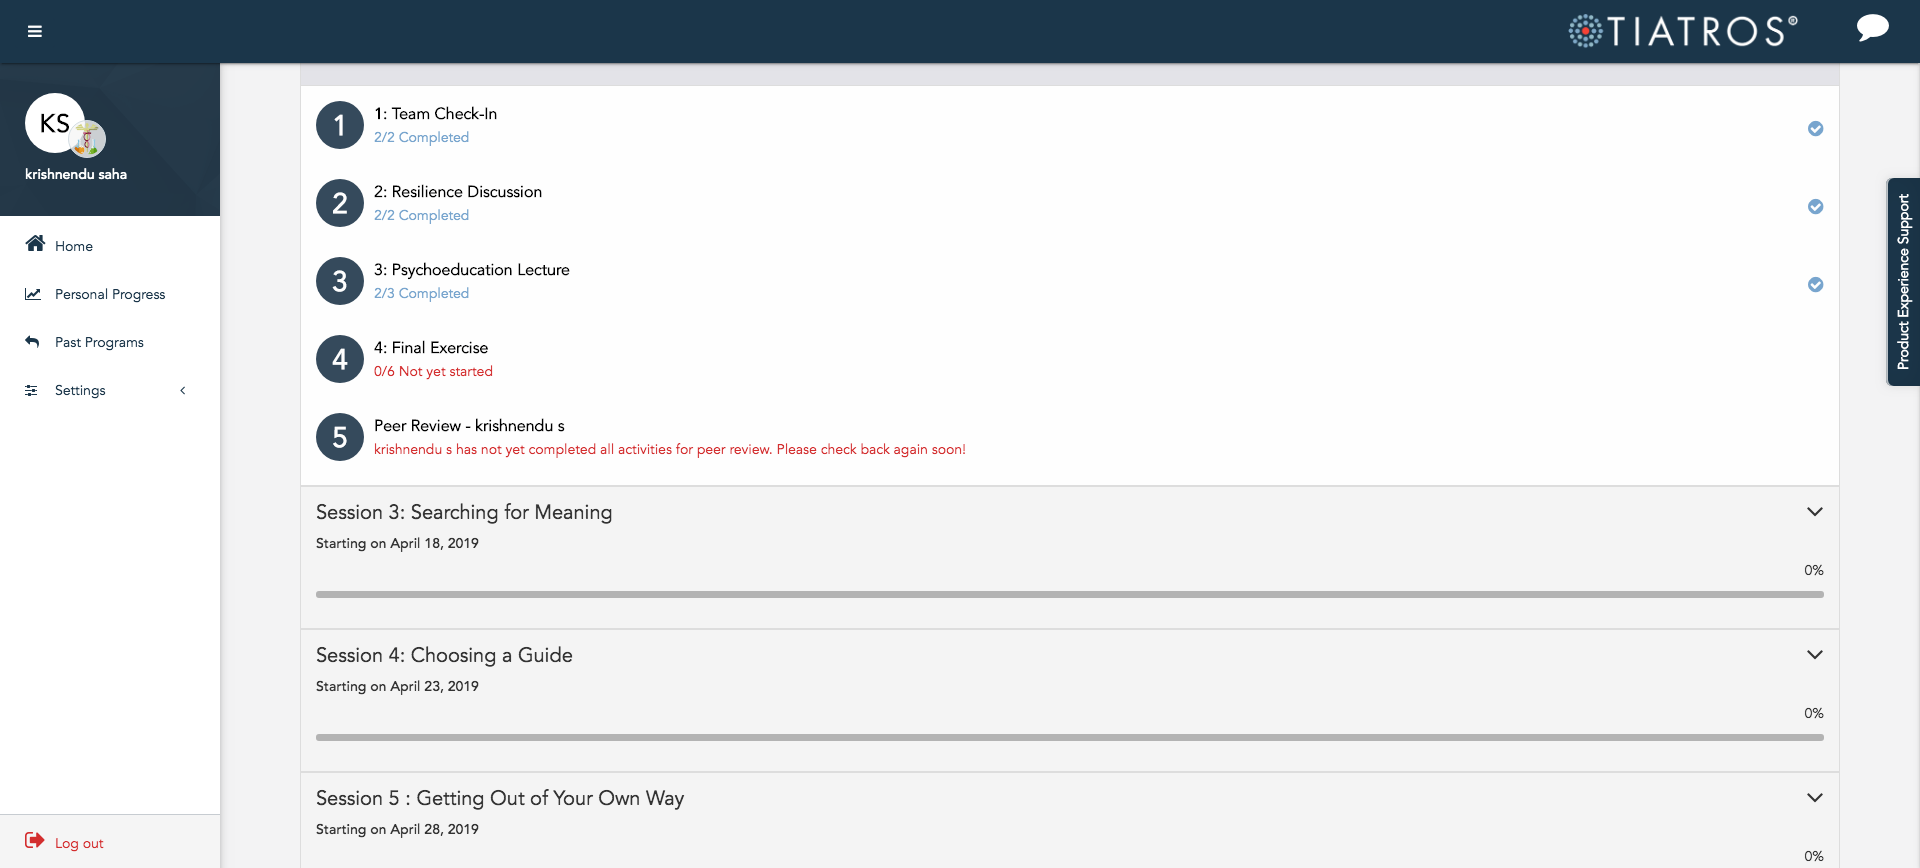 TIATROS®
KS
krishnendu saha
Home
Personal Progress
Past Programs
Settings
Log out
1
1: Team Check-In
2/2 Completed
2
2: Resilience Discussion
2/2 Completed
3
3: Psychoeducation Lecture
2/3 Completed
4
4: Final Exercise
0/6 Not yet started
5
Peer Review - krishnendu s
krishnendu s has not yet completed all activities for peer review. Please check back again soon!
Session 3: Searching for Meaning
Starting on April 18, 2019
0%
Session 4: Choosing a Guide
Starting on April 23, 2019
0%
Session 5 : Getting Out of Your Own Way
Starting on April 28, 2019
0%
Product Experience Support